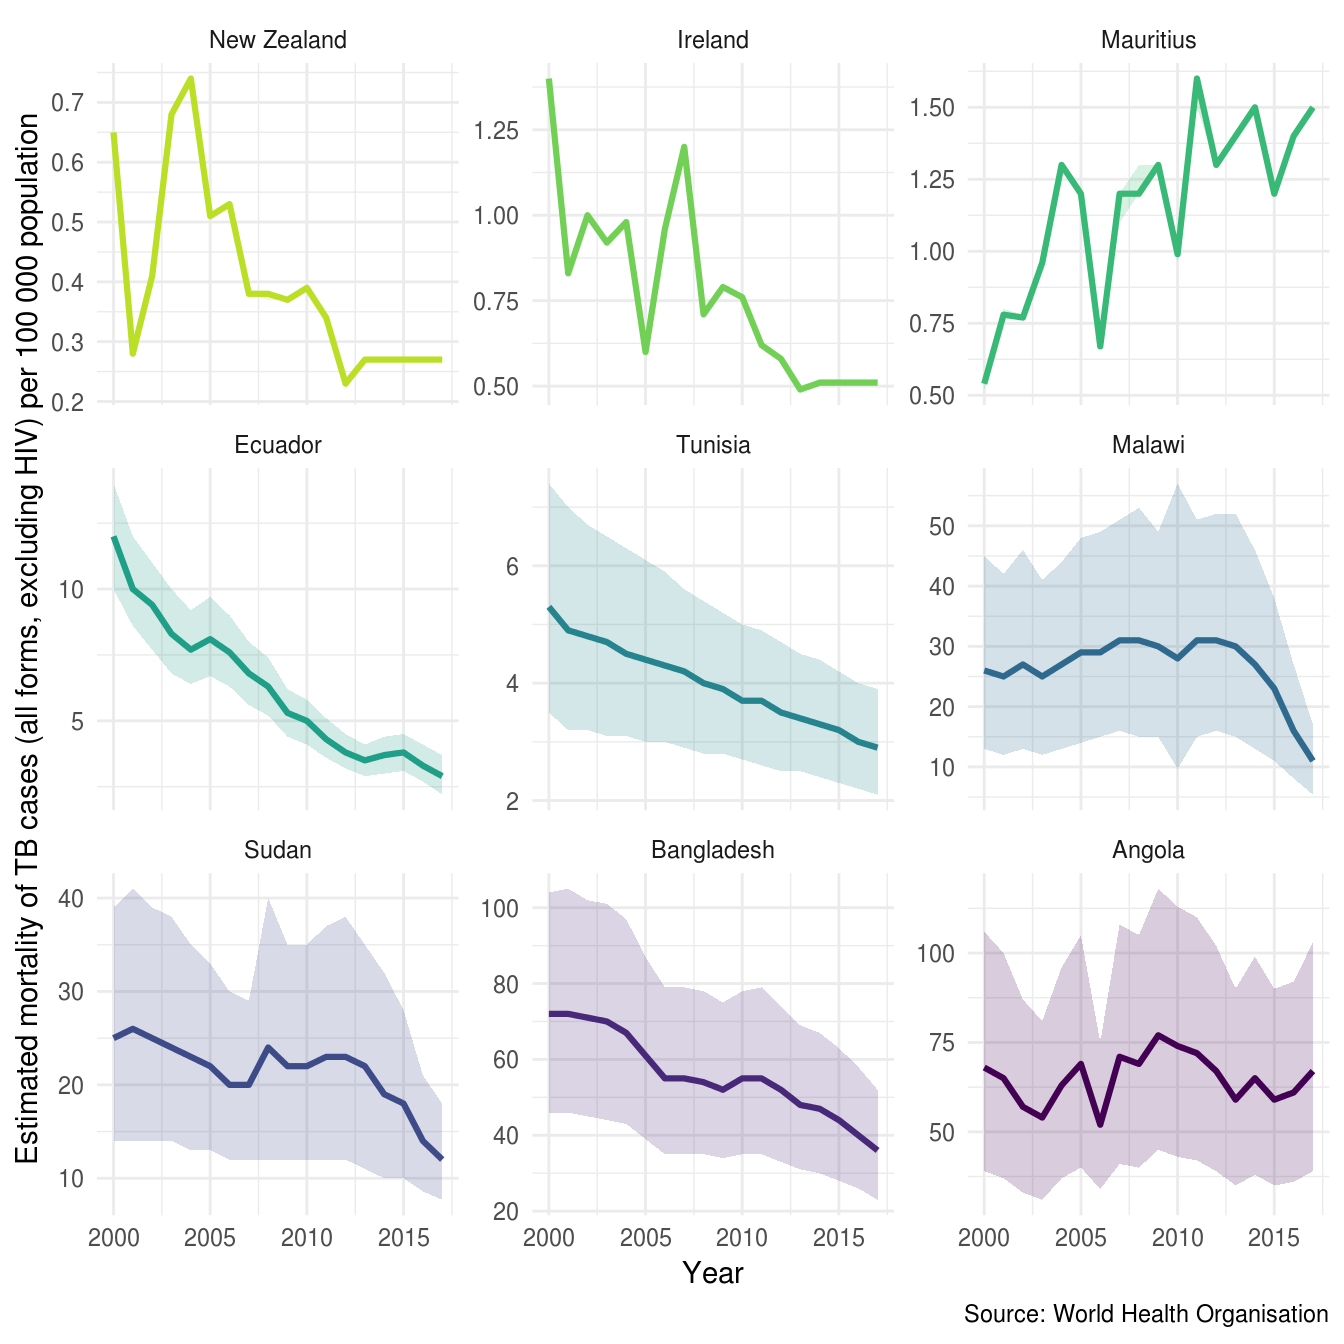 New Zealand
Ireland
Mauritius
0.7
0.6
0.5
0.4
0.3
0.2
1.25
1.00
0.75
0.50
1.50
1.25
1.00
0.75
0.50
Ecuador
Tunisia
Malawi
10
5
6
4
2
50
40
30
20
10
Sudan
Bangladesh
Angola
40
30
20
10
100
80
60
40
20
100
75
50
2000 2005 2010 2015
2000 2005 2010 2015
2000 2005 2010 2015
Estimated mortality of TB cases (all forms, excluding HIV) per 100 000 population
Year
Source: World Health Organisation